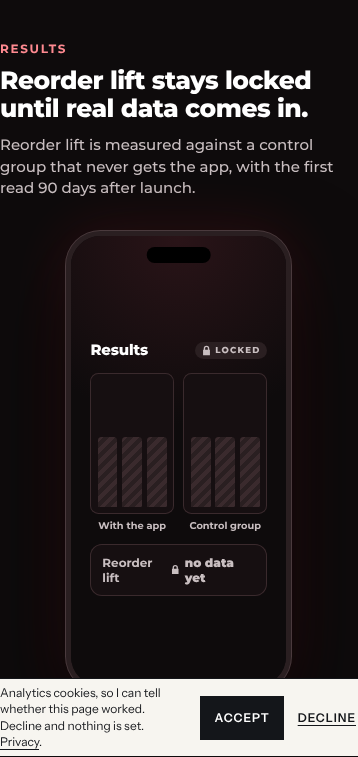 RESULTS
Reorder lift stays locked
until real data comes in.
Reorder lift is measured against a control
group that never gets the app, with the first
read 90 days after launch.
Results
LOCKED
With the app
Control group
Reorder
lift
no data
yet
Analytics cookies, so I can tell
whether this page worked.
Decline and nothing is set.
Privacy.
ACCEPT
DECLINE